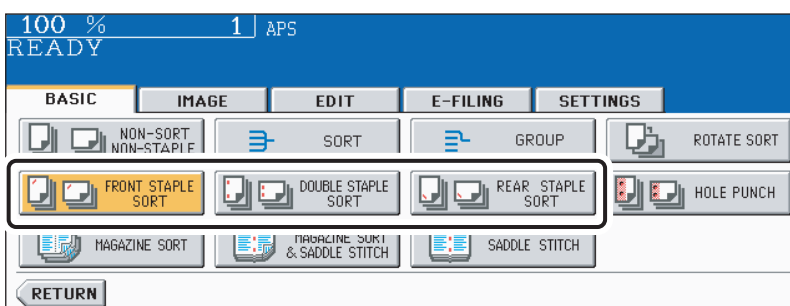 100 % 1 APS
READY
BASIC IMAGE EDIT E-FILING SETTINGS
NON-SORT SORT GROUP ROTATE SORT
NON-STAPLE
FRONT STAPLE DOUBLE STAPLE REAR STAPLE HOLE PUNCH
SORT SORT SORT
MAGAZINE SORT MAGAZINE SORT SADDLE STITCH
& SADDLE STITCH
RETURN